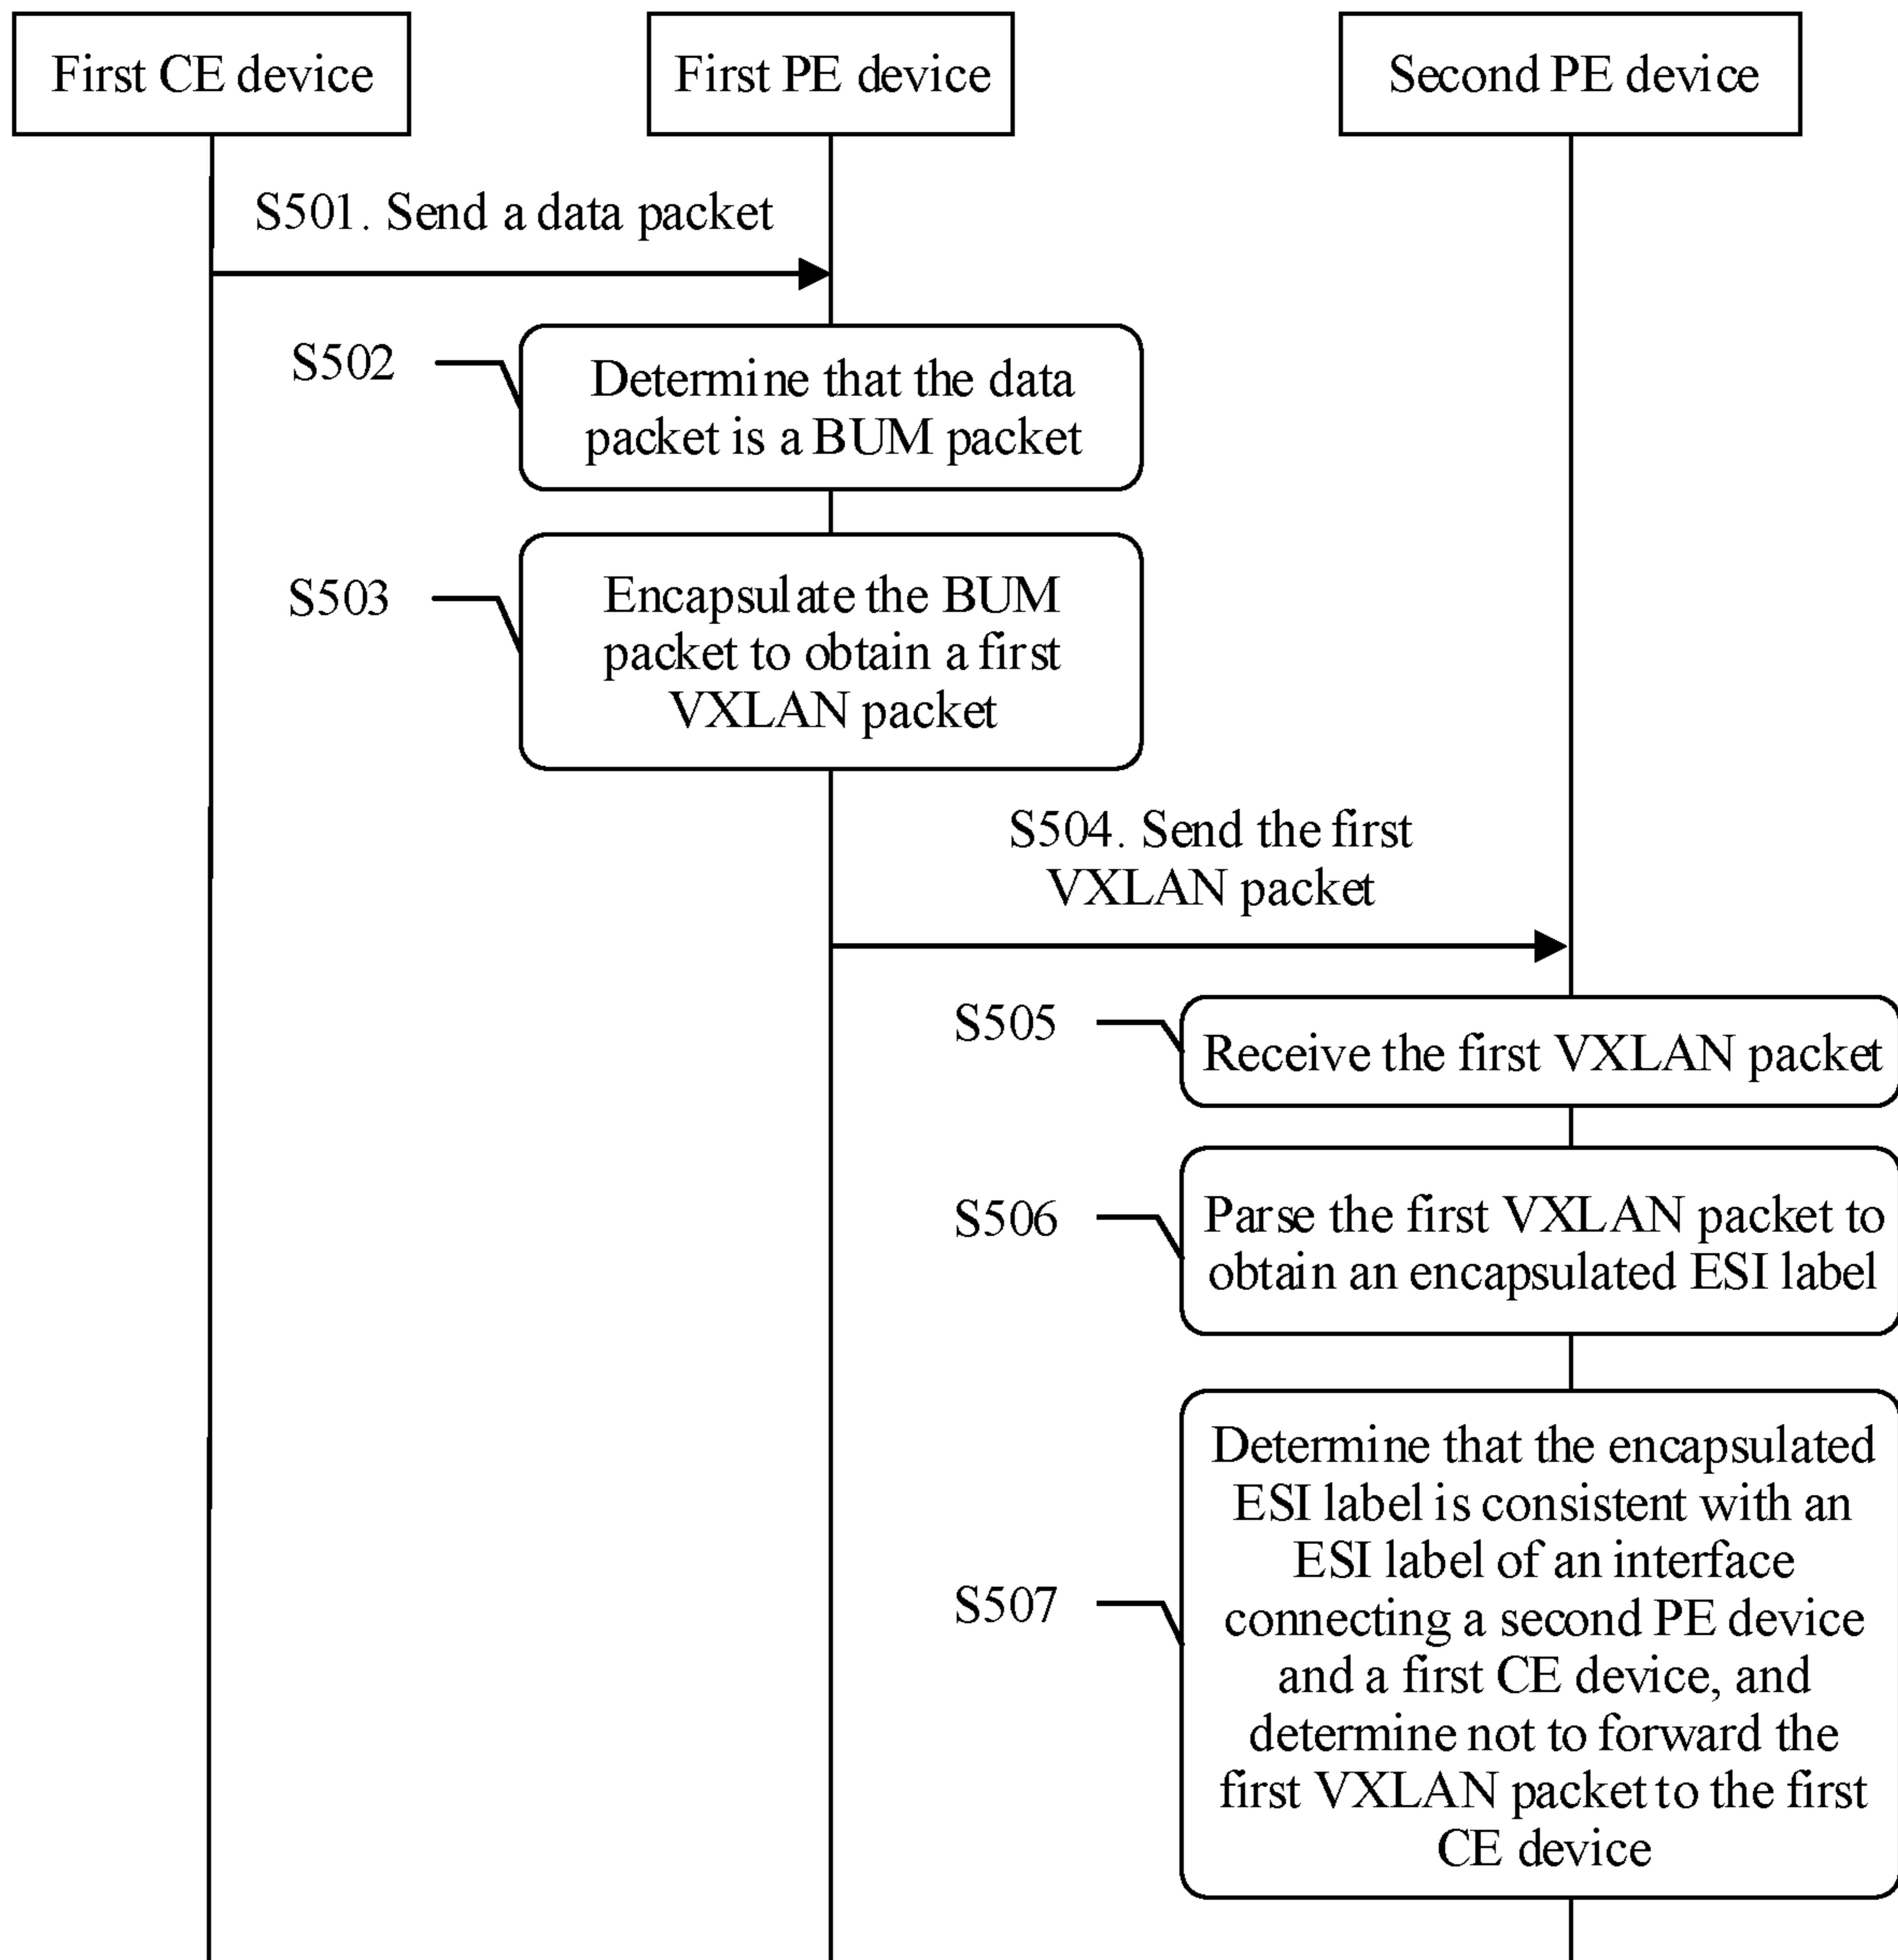 First CE device
First PE device
Second PE device
S501. Send a data packet
S502
Determine that the data
packet is a BUM packet
S503
Encapsulate the BUM
packet to obtain a first
VXLAN packet
S504. Send the first
VXLAN packet
S505
Receive the first VXLAN packet
S506
Parse the first VXLAN packet to
obtain an encapsulated ESI label
S507
Determine that the encapsulated
ESI label is consistent with an
ESI label of an interface
connecting a second PE device
and a first CE device, and
determine not to forward the
first VXLAN packet to the first
CE device